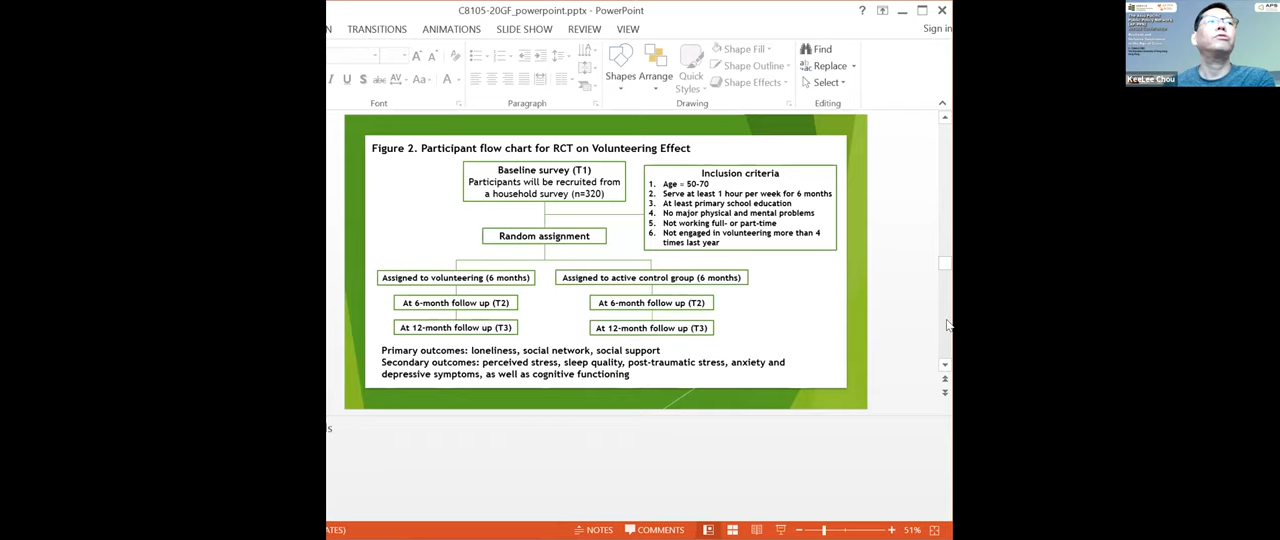 C8105-20GF_powerpoint.pptx - PowerPoint
N TRANSITIONS ANIMATIONS SLIDE SHOW REVIEW VIEW
Sign in
Shape Fill
Shapes Arrange Quick Styles
Shape Outline
Shape Effects
Find
Replace
Select
Font Paragraph Drawing Editing
Figure 2. Participant flow chart for RCT on Volunteering Effect
Baseline survey (T1)
Participants will be recruited from
a household survey (n=320)
Inclusion criteria
1. Age = 50-70
2. Serve at least 1 hour per week for 6 months
3. At least primary school education
4. No major physical and mental problems
5. Not working full- or part-time
6. Not engaged in volunteering more than 4
times last year
Random assignment
Assigned to volunteering (6 months)
Assigned to active control group (6 months)
At 6-month follow up (T2)
At 6-month follow up (T2)
At 12-month follow up (T3)
At 12-month follow up (T3)
Primary outcomes: loneliness, social network, social support
Secondary outcomes: perceived stress, sleep quality, post-traumatic stress, anxiety and
depressive symptoms, as well as cognitive functioning
ATES)
NOTES COMMENTS 51%
APS
KeeLee Chou